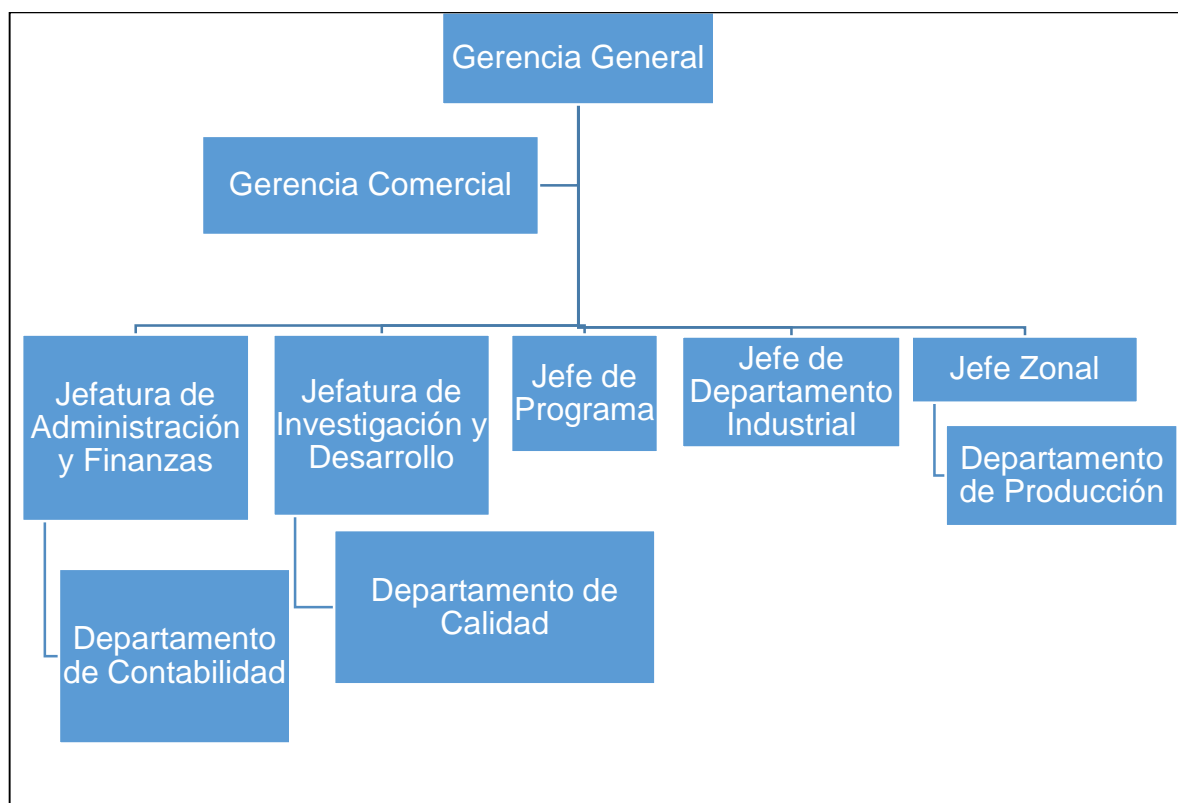 Gerencia General
Gerencia Comercial
Jefatura de
Administración
y Finanzas
Jefatura de
Investigación y
Desarrollo
Jefe de
Programa
Jefe de
Departamento
Industrial
Jefe Zonal
Departamento
de Producción
Departamento de
Calidad
Departamento
de Contabilidad